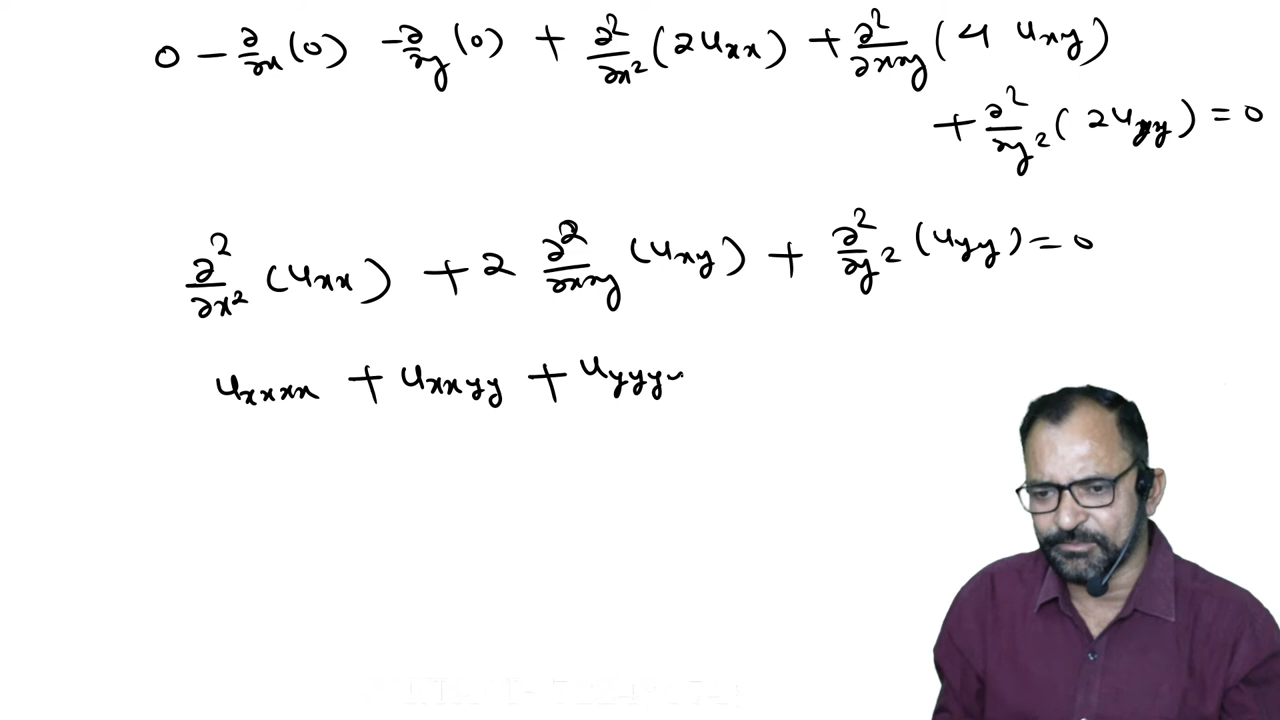 0 - ∂/∂x (0) - ∂/∂y (0) + ∂²/∂x² (2u_xx) + ∂²/∂x∂y (4 u_xy)
+ ∂²/∂y² (2u_yy) = 0
∂²/∂x² (u_xx) + 2 ∂²/∂x∂y (u_xy) + ∂²/∂y² (u_yy) = 0
u_xxxx + u_xxyy + u_yyyy